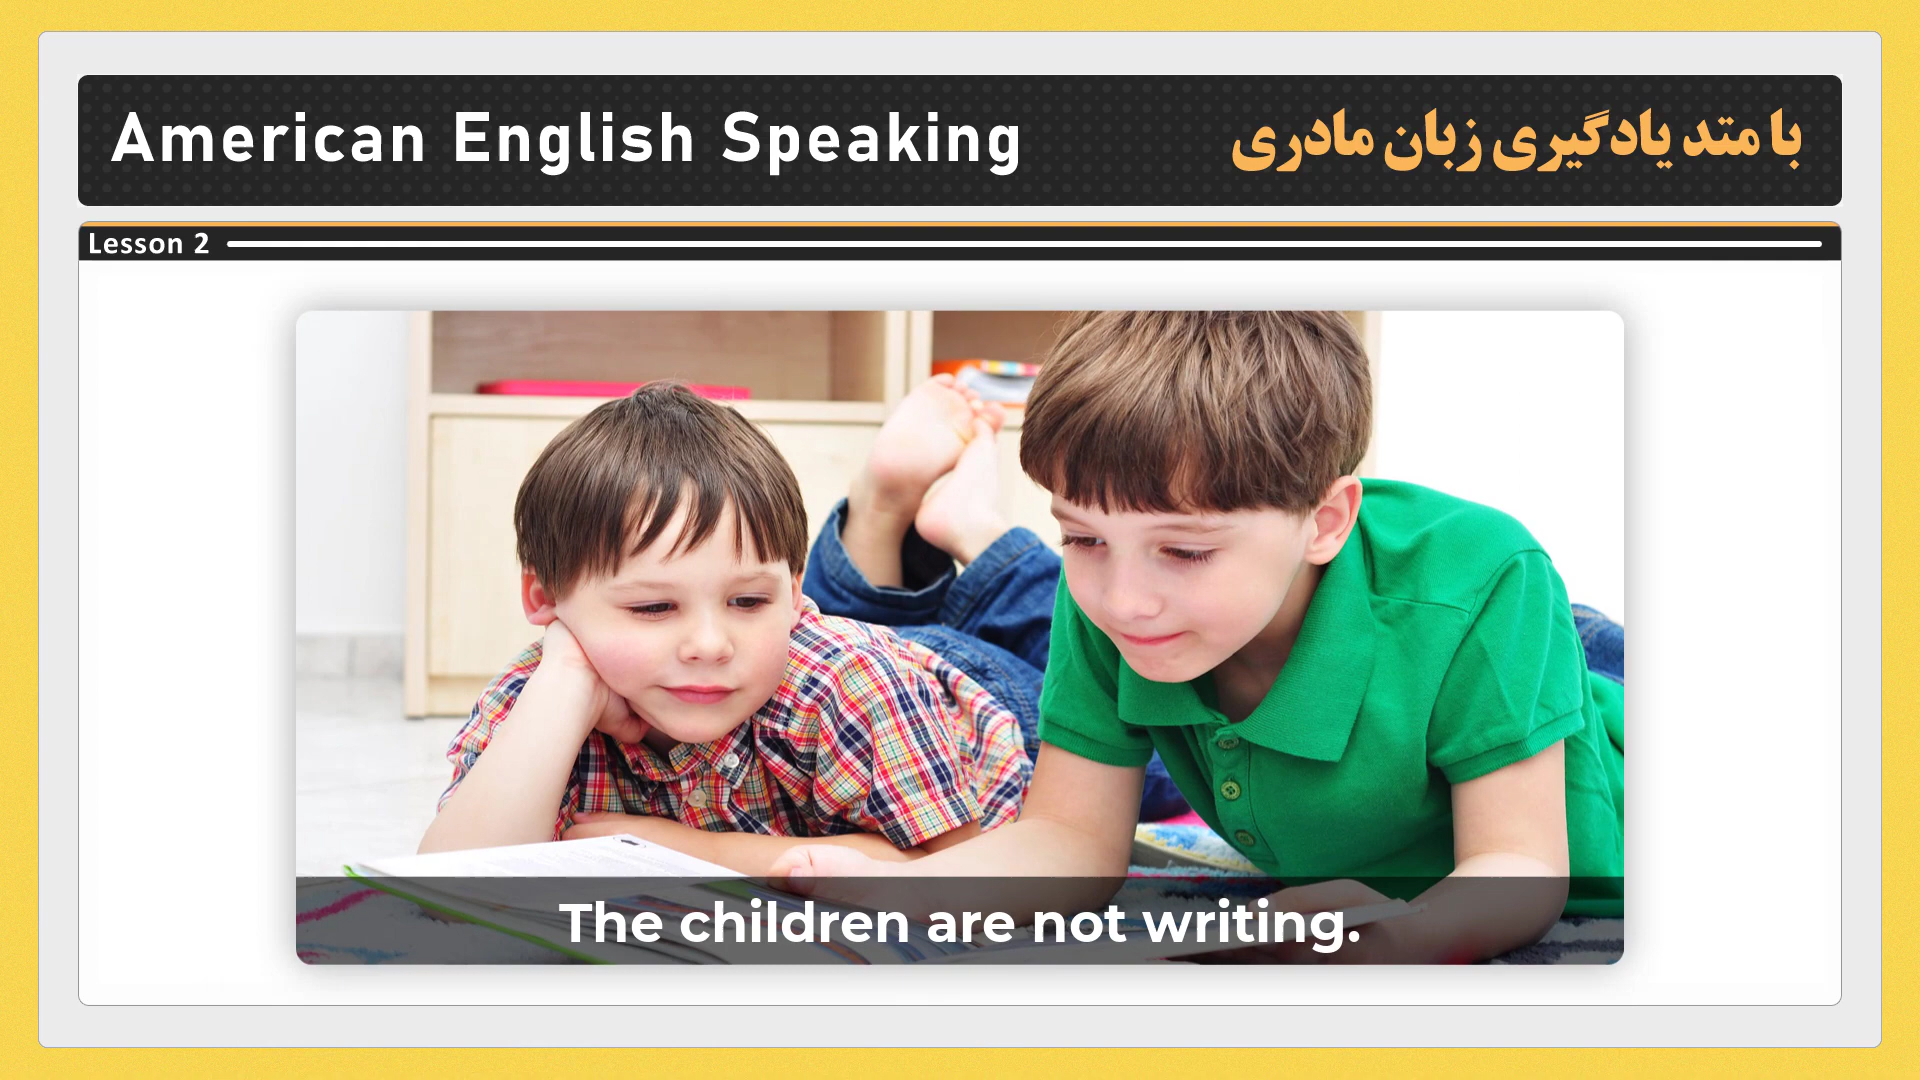 American English Speaking
با متد یادگیری زبان مادری
Lesson 2
The children are not writing.